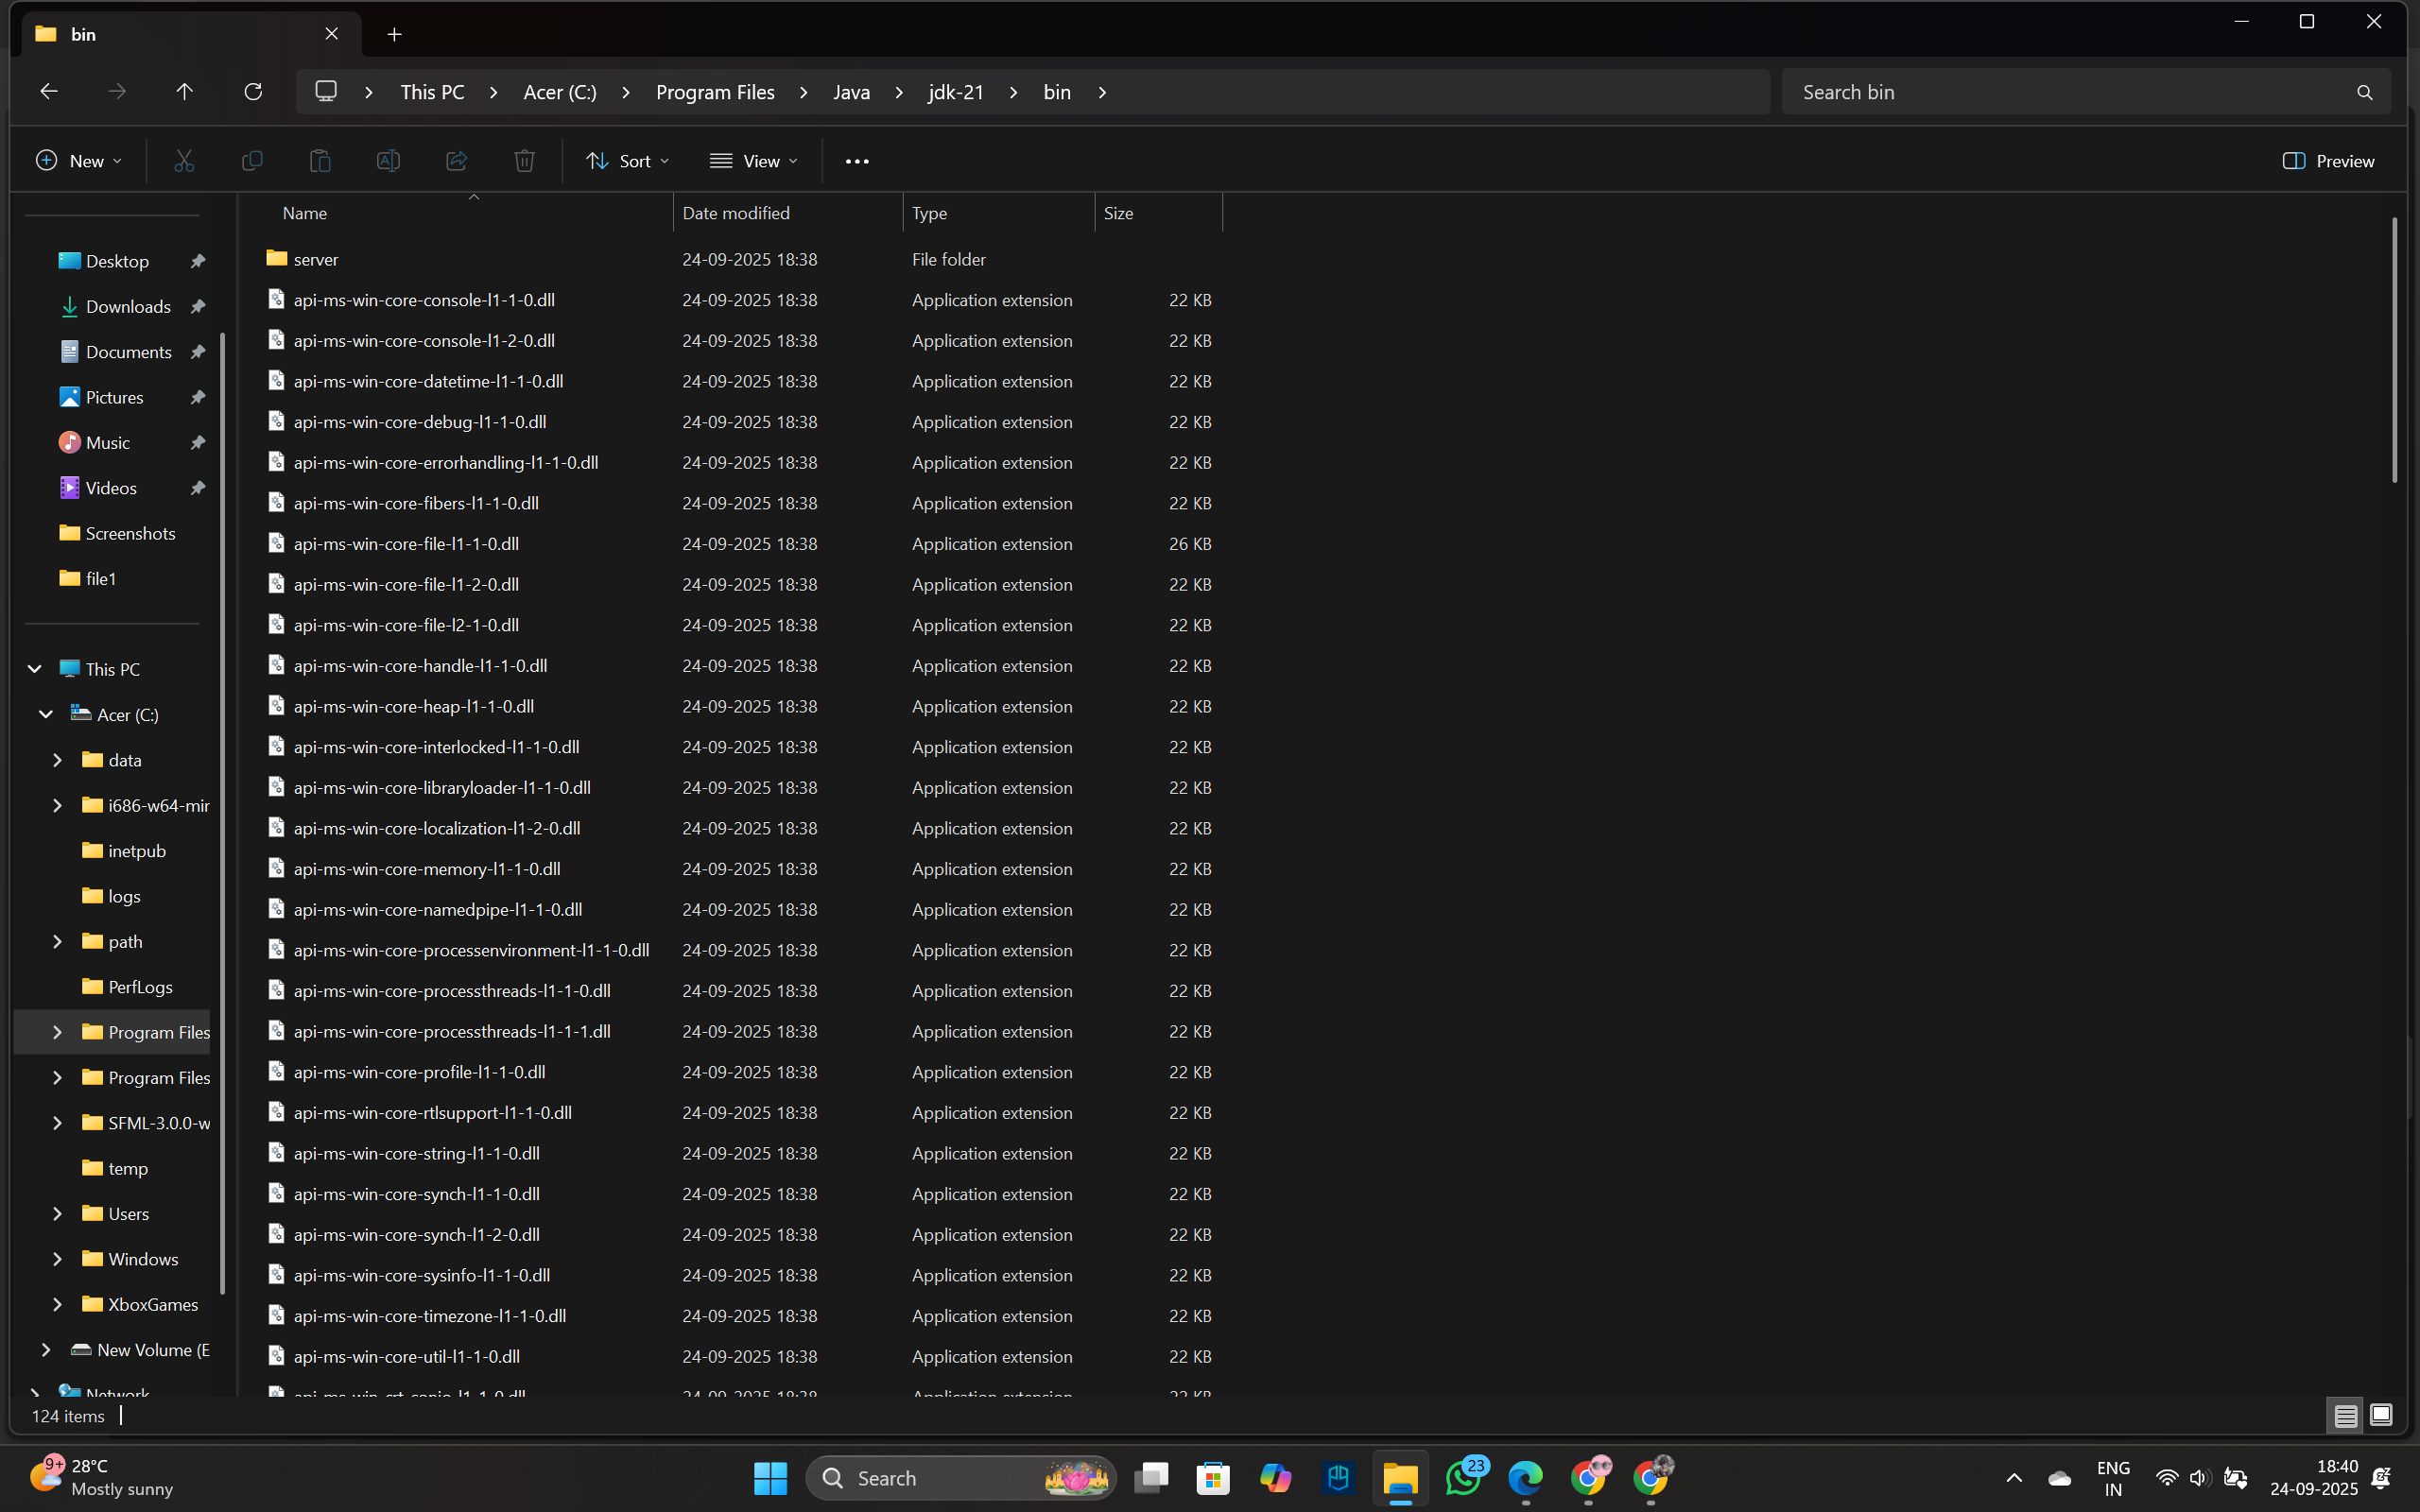 bin
This PC > Acer (C:) > Program Files > Java > jdk-21 > bin >
Search bin
New
Sort
View
Preview
Name Date modified Type Size
Desktop
Downloads
Documents
Pictures
Music
Videos
Screenshots
file1
This PC
Acer (C:)
data
i686-w64-mir
inetpub
logs
path
PerfLogs
Program Files
Program Files
SFML-3.0.0-w
temp
Users
Windows
XboxGames
New Volume (E
Network
server 24-09-2025 18:38 File folder
api-ms-win-core-console-l1-1-0.dll 24-09-2025 18:38 Application extension 22 KB
api-ms-win-core-console-l1-2-0.dll 24-09-2025 18:38 Application extension 22 KB
api-ms-win-core-datetime-l1-1-0.dll 24-09-2025 18:38 Application extension 22 KB
api-ms-win-core-debug-l1-1-0.dll 24-09-2025 18:38 Application extension 22 KB
api-ms-win-core-errorhandling-l1-1-0.dll 24-09-2025 18:38 Application extension 22 KB
api-ms-win-core-fibers-l1-1-0.dll 24-09-2025 18:38 Application extension 22 KB
api-ms-win-core-file-l1-1-0.dll 24-09-2025 18:38 Application extension 26 KB
api-ms-win-core-file-l1-2-0.dll 24-09-2025 18:38 Application extension 22 KB
api-ms-win-core-file-l2-1-0.dll 24-09-2025 18:38 Application extension 22 KB
api-ms-win-core-handle-l1-1-0.dll 24-09-2025 18:38 Application extension 22 KB
api-ms-win-core-heap-l1-1-0.dll 24-09-2025 18:38 Application extension 22 KB
api-ms-win-core-interlocked-l1-1-0.dll 24-09-2025 18:38 Application extension 22 KB
api-ms-win-core-libraryloader-l1-1-0.dll 24-09-2025 18:38 Application extension 22 KB
api-ms-win-core-localization-l1-2-0.dll 24-09-2025 18:38 Application extension 22 KB
api-ms-win-core-memory-l1-1-0.dll 24-09-2025 18:38 Application extension 22 KB
api-ms-win-core-namedpipe-l1-1-0.dll 24-09-2025 18:38 Application extension 22 KB
api-ms-win-core-processenvironment-l1-1-0.dll 24-09-2025 18:38 Application extension 22 KB
api-ms-win-core-processthreads-l1-1-0.dll 24-09-2025 18:38 Application extension 22 KB
api-ms-win-core-processthreads-l1-1-1.dll 24-09-2025 18:38 Application extension 22 KB
api-ms-win-core-profile-l1-1-0.dll 24-09-2025 18:38 Application extension 22 KB
api-ms-win-core-rtlsupport-l1-1-0.dll 24-09-2025 18:38 Application extension 22 KB
api-ms-win-core-string-l1-1-0.dll 24-09-2025 18:38 Application extension 22 KB
api-ms-win-core-synch-l1-1-0.dll 24-09-2025 18:38 Application extension 22 KB
api-ms-win-core-synch-l1-2-0.dll 24-09-2025 18:38 Application extension 22 KB
api-ms-win-core-sysinfo-l1-1-0.dll 24-09-2025 18:38 Application extension 22 KB
api-ms-win-core-timezone-l1-1-0.dll 24-09-2025 18:38 Application extension 22 KB
api-ms-win-core-util-l1-1-0.dll 24-09-2025 18:38 Application extension 22 KB
api-ms-win-crt-conio-l1-1-0.dll 24-09-2025 18:38 Application extension 22 KB
124 items
9+
28°C
Mostly sunny
Search
23
ENG
IN
18:40
24-09-2025